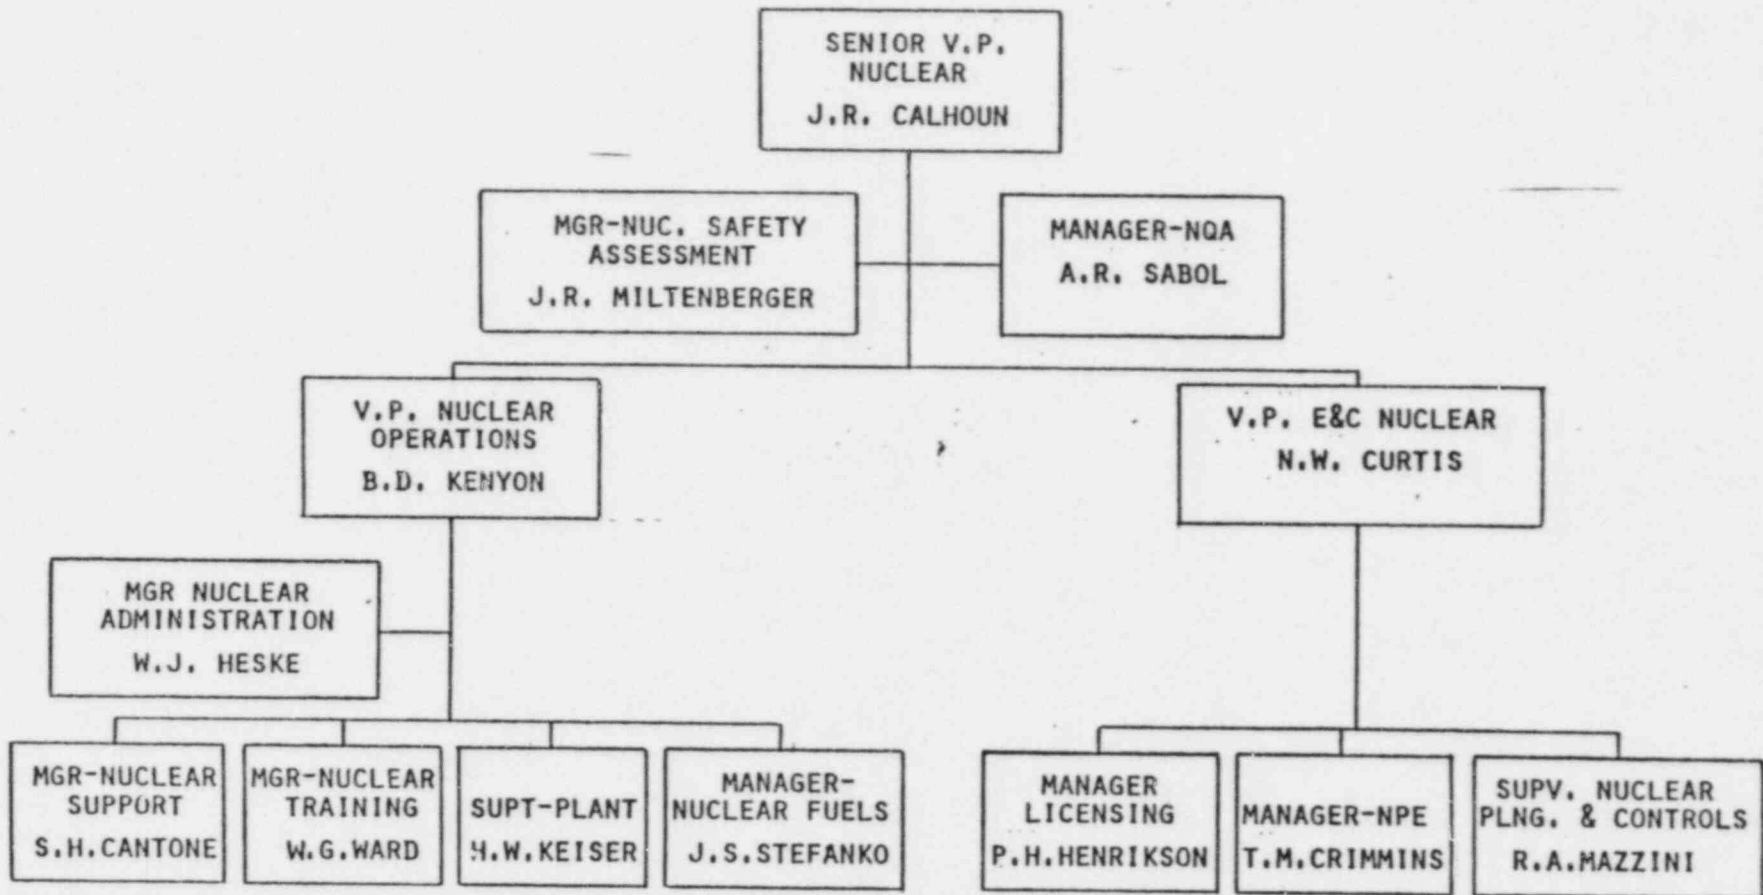 SENIOR V.P.
NUCLEAR
J.R. CALHOUN
MGR-NUC. SAFETY
ASSESSMENT
J.R. MILTENBERGER
MANAGER-NQA
A.R. SABOL
V.P. NUCLEAR
OPERATIONS
B.D. KENYON
V.P. E&C NUCLEAR
N.W. CURTIS
MGR NUCLEAR
ADMINISTRATION
W.J. HESKE
MGR-NUCLEAR
SUPPORT
S.H.CANTONE
MGR-NUCLEAR
TRAINING
W.G.WARD
SUPT-PLANT
H.W.KEISER
MANAGER-
NUCLEAR FUELS
J.S.STEFANKO
MANAGER
LICENSING
P.H.HENRIKSON
MANAGER-NPE
T.M.CRIMMINS
SUPV. NUCLEAR
PLNG. & CONTROLS
R.A.MAZZINI